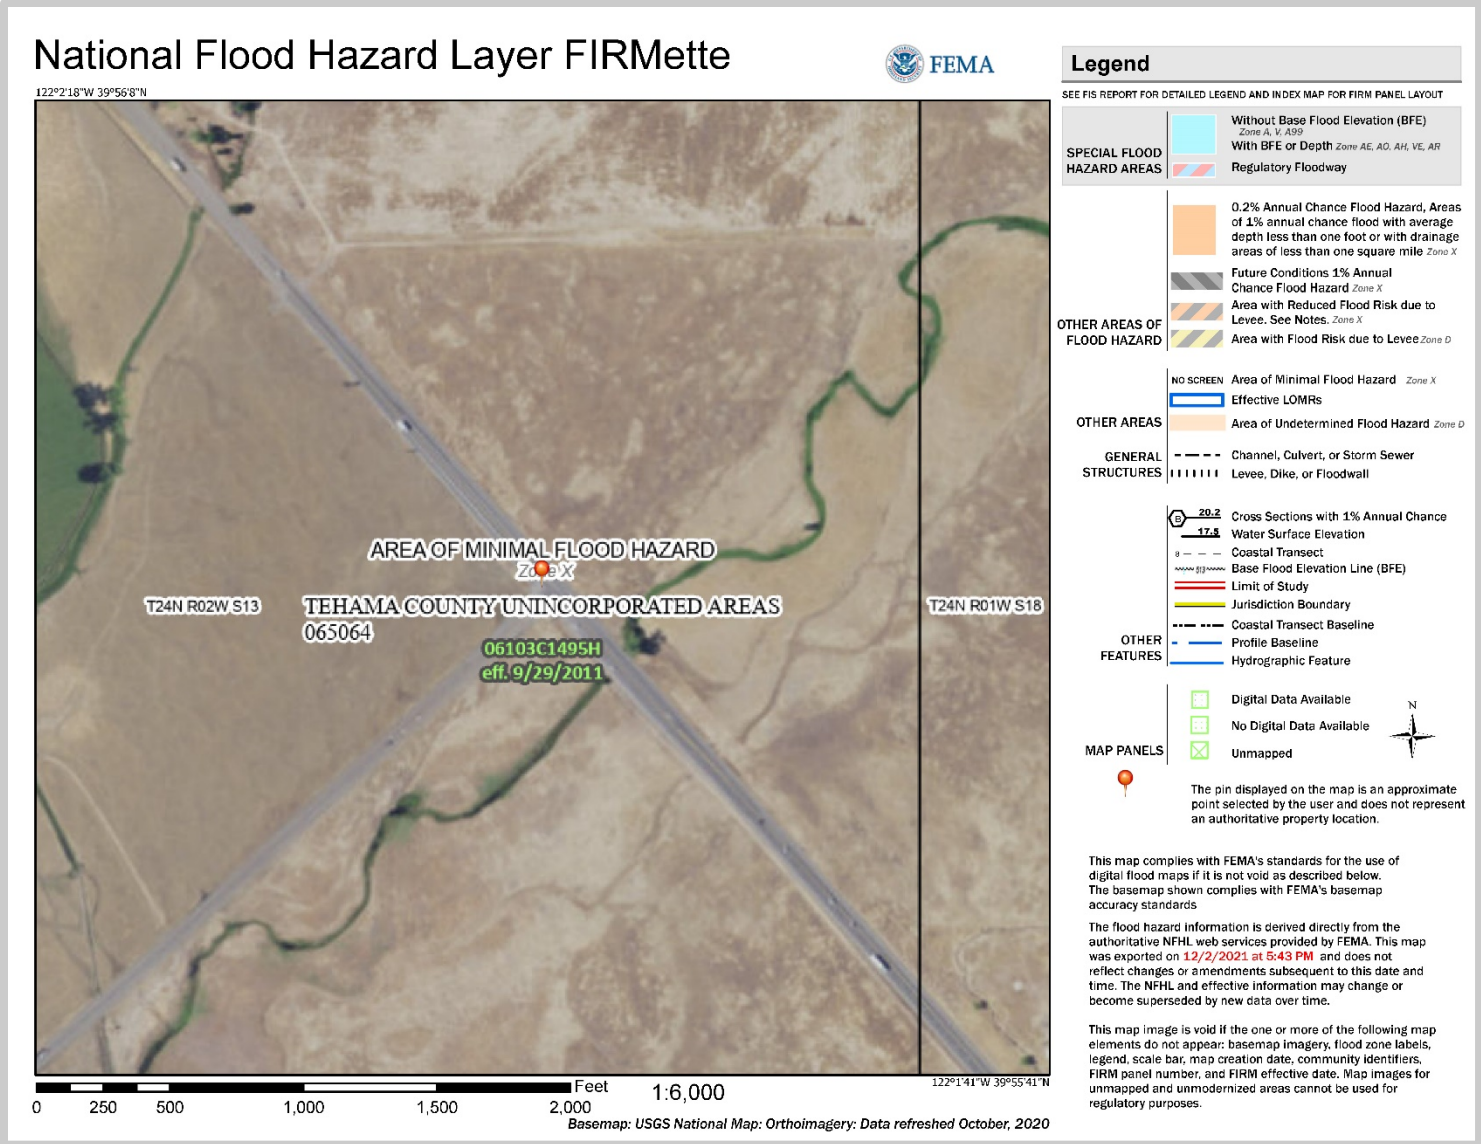 National Flood Hazard Layer FIRMette
FEMA
122°2'18"W 39°56'8"N
AREA OF MINIMAL FLOOD HAZARD
Zone X
T24N R02W S13
TEHAMA COUNTY UNINCORPORATED AREAS
065064
T24N R01W S18
06103C1495H
eff. 9/29/2011
Feet
1:6,000
122°1'41"W 39°55'41"N
0 250 500 1,000 1,500 2,000
Basemap: USGS National Map: Orthoimagery: Data refreshed October, 2020
Legend
SEE FIS REPORT FOR DETAILED LEGEND AND INDEX MAP FOR FIRM PANEL LAYOUT
SPECIAL FLOOD
HAZARD AREAS
Without Base Flood Elevation (BFE)
Zone A, V, A99
With BFE or Depth Zone AE, AO, AH, VE, AR
Regulatory Floodway
OTHER AREAS OF
FLOOD HAZARD
0.2% Annual Chance Flood Hazard, Areas
of 1% annual chance flood with average
depth less than one foot or with drainage
areas of less than one square mile Zone X
Future Conditions 1% Annual
Chance Flood Hazard Zone X
Area with Reduced Flood Risk due to
Levee. See Notes. Zone X
Area with Flood Risk due to Levee Zone D
OTHER AREAS
NO SCREEN Area of Minimal Flood Hazard Zone X
Effective LOMRs
Area of Undetermined Flood Hazard Zone D
GENERAL
STRUCTURES
Channel, Culvert, or Storm Sewer
Levee, Dike, or Floodwall
OTHER
FEATURES
B 20.2 Cross Sections with 1% Annual Chance
17.5 Water Surface Elevation
8 Coastal Transect
513 Base Flood Elevation Line (BFE)
Limit of Study
Jurisdiction Boundary
Coastal Transect Baseline
Profile Baseline
Hydrographic Feature
MAP PANELS
Digital Data Available
No Digital Data Available
Unmapped
N
The pin displayed on the map is an approximate
point selected by the user and does not represent
an authoritative property location.
This map complies with FEMA's standards for the use of
digital flood maps if it is not void as described below.
The basemap shown complies with FEMA's basemap
accuracy standards
The flood hazard information is derived directly from the
authoritative NFHL web services provided by FEMA. This map
was exported on 12/2/2021 at 5:43 PM and does not
reflect changes or amendments subsequent to this date and
time. The NFHL and effective information may change or
become superseded by new data over time.
This map image is void if the one or more of the following map
elements do not appear: basemap imagery, flood zone labels,
legend, scale bar, map creation date, community identifiers,
FIRM panel number, and FIRM effective date. Map images for
unmapped and unmodernized areas cannot be used for
regulatory purposes.